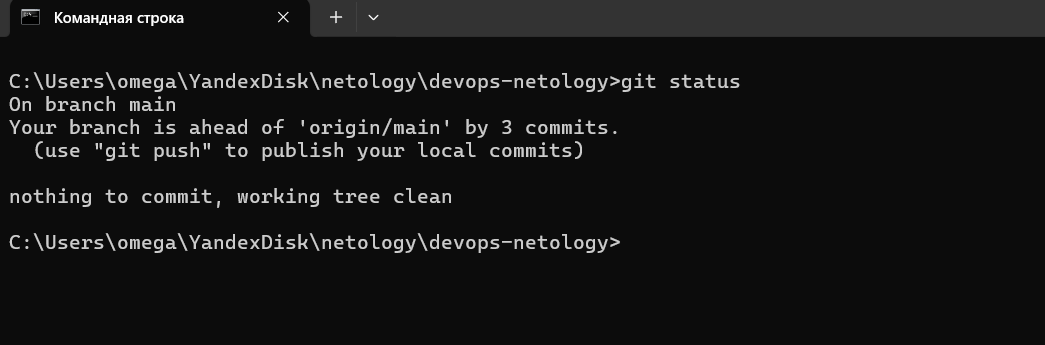 Командная строка
C:\Users\omega\YandexDisk\netology\devops-netology>git status
On branch main
Your branch is ahead of 'origin/main' by 3 commits.
  (use "git push" to publish your local commits)
nothing to commit, working tree clean
C:\Users\omega\YandexDisk\netology\devops-netology>